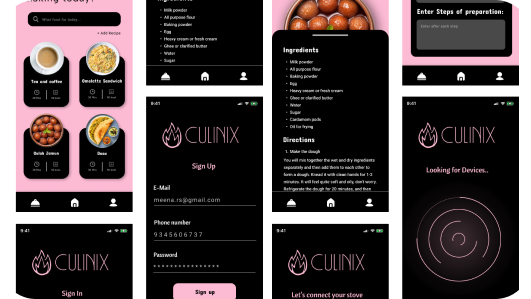 What food for today..
+ Add Recipe
Tea and coffee
Omelette Sandwich
Gulab Jamun
Dosa
9:41
CULINIX
Sign In
Milk powder
All purpose flour
Baking powder
Egg
Heavy cream or fresh cream
Ghee or clarified butter
Water
Sugar
9:41
CULINIX
Sign Up
E-Mail
meena.rs@gmail.com
Phone number
9345606737
Password
Sign up
Ingredients
Milk powder
All purpose flour
Baking powder
Egg
Heavy cream or fresh cream
Ghee or clarified butter
Water
Sugar
Cardamom pods
Oil for frying
Directions
1. Make the dough
You will mix together the wet and dry ingredients
separately and then add them to each other to
form a dough. Knead it with clean hands for 1-2
minutes. It will feel quite soft and oily, don't worry.
Refrigerate the dough for 20 minutes, and then
9:41
CULINIX
Let's connect your stove
Enter Steps of preparation:
Enter after each step
9:41
Looking for Devices..